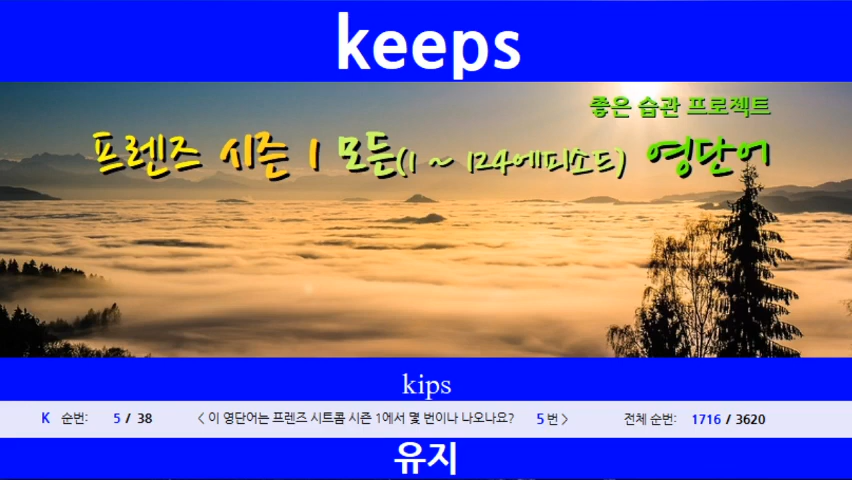 keeps
좋은 습관 프로젝트
프렌즈 시즌 1 모든(1 ~ 124에피소드) 영단어
kips
K 순번: 5 / 38 < 이 영단어는 프렌즈 시트콤 시즌 1에서 몇 번이나 나오나요? 5 번 > 전체 순번: 1716 / 3620
유지